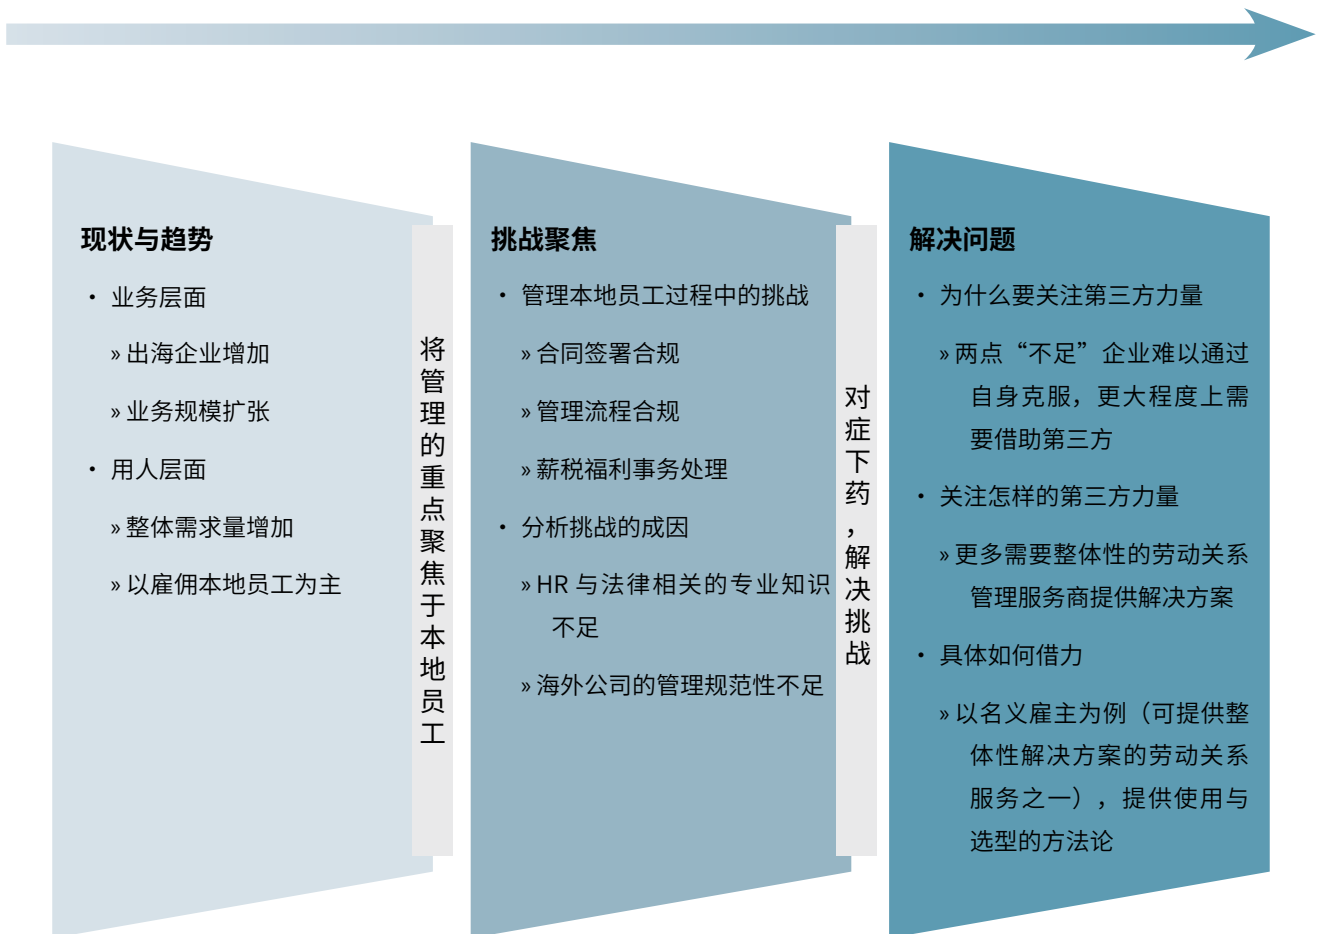 现状与趋势
• 业务层面
» 出海企业增加
» 业务规模扩张
• 用人层面
» 整体需求量增加
» 以雇佣本地员工为主
将管理的重点聚焦于本地员工
挑战聚焦
• 管理本地员工过程中的挑战
» 合同签署合规
» 管理流程合规
» 薪税福利事务处理
• 分析挑战的成因
» HR 与法律相关的专业知识
不足
» 海外公司的管理规范性不足
对症下药，解决挑战
解决问题
• 为什么要关注第三方力量
» 两点“不足”企业难以通过
自身克服，更大程度上需
要借助第三方
• 关注怎样的第三方力量
» 更多需要整体性的劳动关系
管理服务商提供解决方案
• 具体如何借力
» 以名义雇主为例（可提供整
体性解决方案的劳动关系
服务之一），提供使用与
选型的方法论